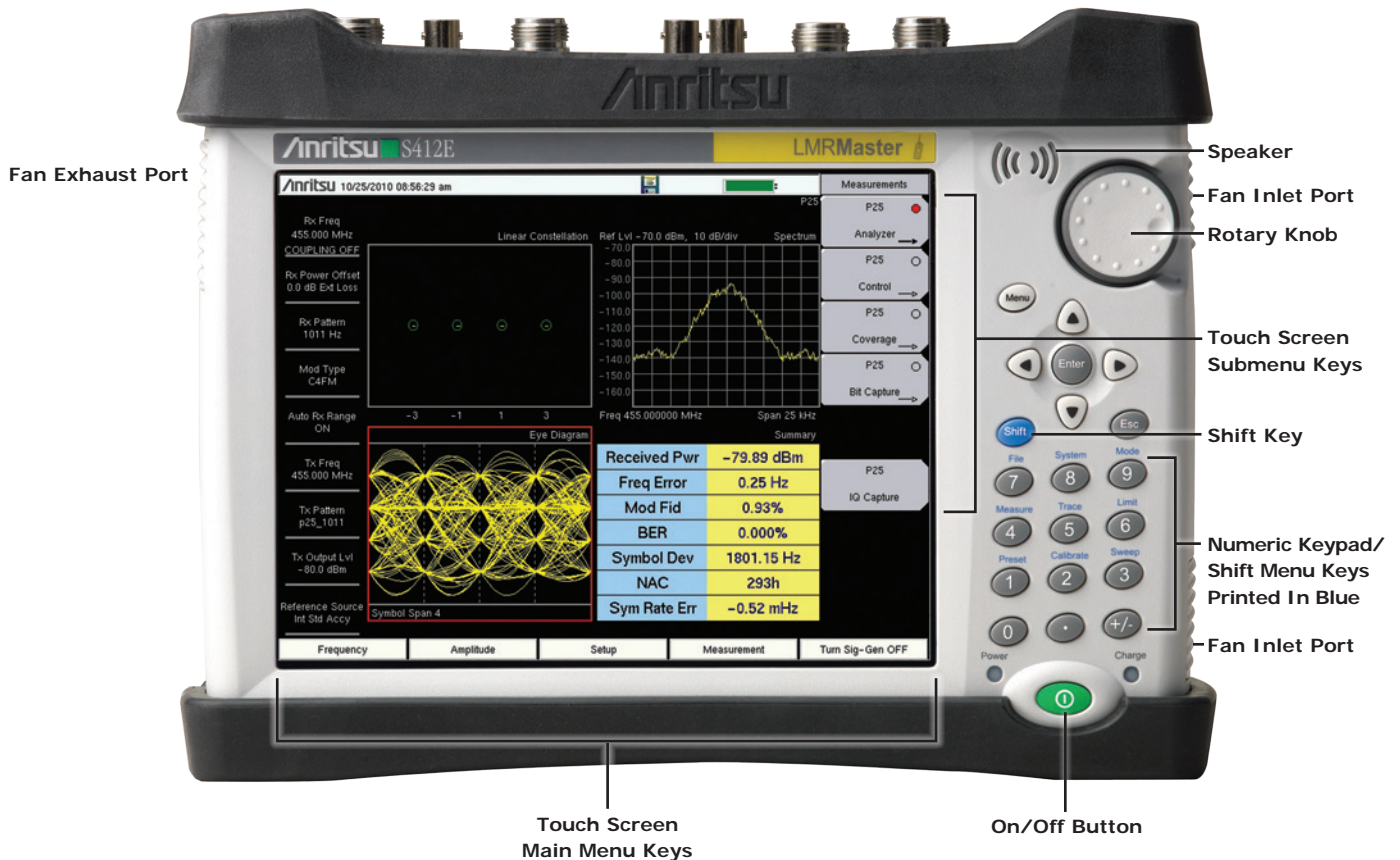 Anritsu
Anritsu S412E
LMRMaster
Fan Exhaust Port
Anritsu 10/25/2010 08:56:29 am
Measurements
P25
Rx Freq
455.000 MHz
COUPLING OFF
Rx Power Offset
0.0 dB Ext Loss
Rx Pattern
1011 Hz
Mod Type
C4FM
Auto Rx Range
ON
Tx Freq
455.000 MHz
Tx Pattern
p25_1011
Tx Output Lvl
-80.0 dBm
Reference Source
Int Std Accy
Linear Constellation
-3 -1 1 3
Ref Lvl -70.0 dBm, 10 dB/div Spectrum
-70.0
-80.0
-90.0
-100.0
-110.0
-120.0
-130.0
-140.0
-150.0
-160.0
Freq 455.000000 MHz Span 25 kHz
Eye Diagram
Symbol Span 4
Summary
Received Pwr -79.89 dBm
Freq Error 0.25 Hz
Mod Fid 0.93%
BER 0.000%
Symbol Dev 1801.15 Hz
NAC 293h
Sym Rate Err -0.52 mHz
P25
Analyzer
P25
Control
P25
Coverage
P25
Bit Capture
P25
IQ Capture
Frequency Amplitude Setup Measurement Turn Sig-Gen OFF
Menu
Enter
Shift
Esc
File System Mode
7 8 9
Measure Trace Limit
4 5 6
Preset Calibrate Sweep
1 2 3
0 . +/-
Power Charge
Speaker
Fan Inlet Port
Rotary Knob
Touch Screen
Submenu Keys
Shift Key
Numeric Keypad/
Shift Menu Keys
Printed In Blue
Fan Inlet Port
Touch Screen
Main Menu Keys
On/Off Button